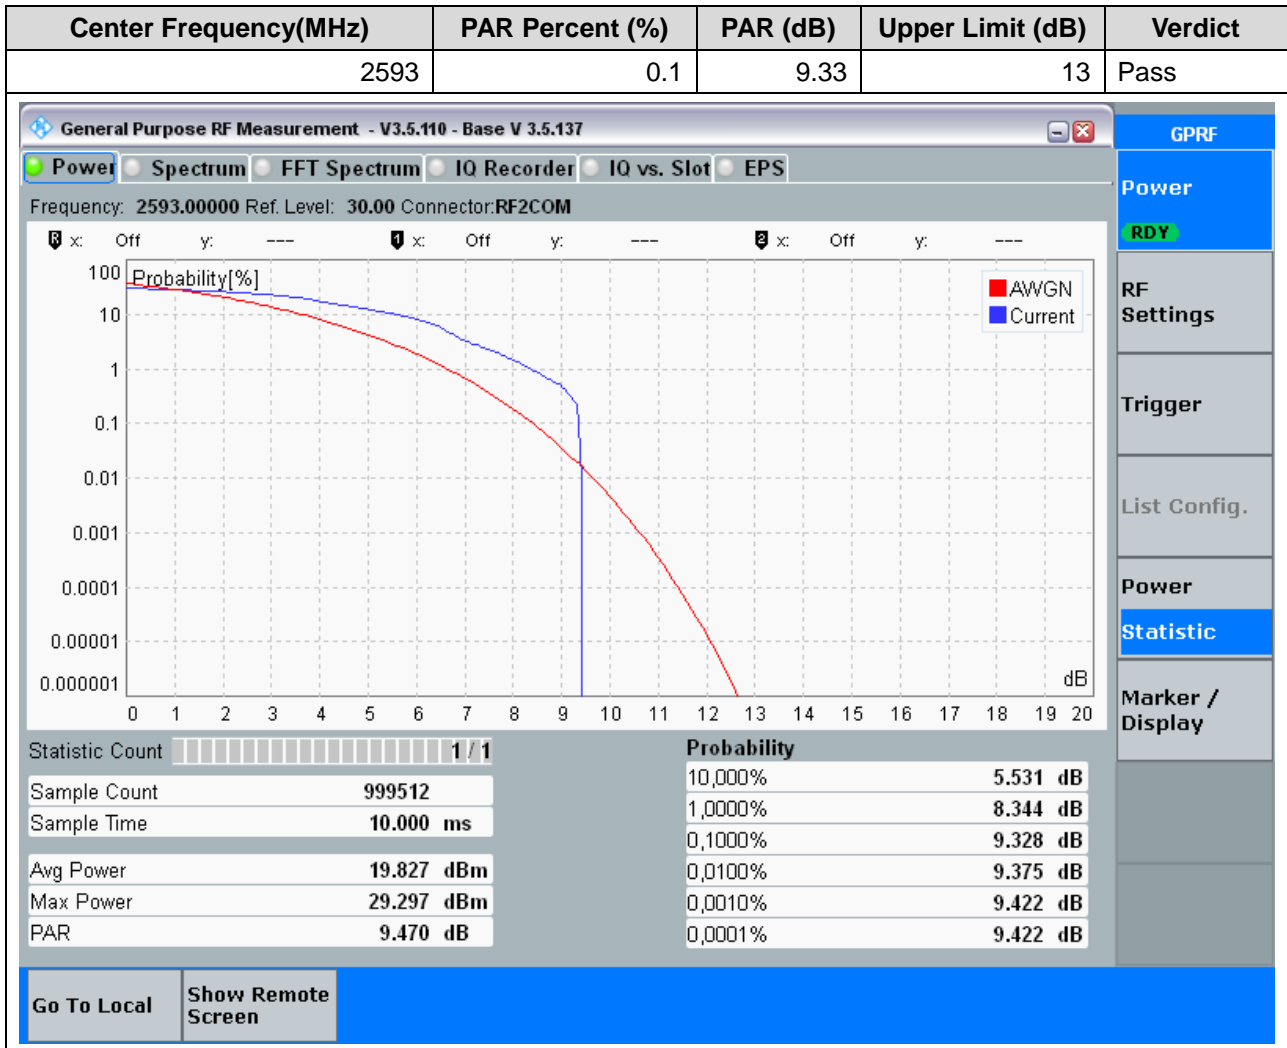 Center Frequency(MHz) PAR Percent (%) PAR (dB) Upper Limit (dB) Verdict
2593 0.1 9.33 13 Pass
General Purpose RF Measurement - V3.5.110 - Base V 3.5.137
GPRF
Power Spectrum FFT Spectrum IQ Recorder IQ vs. Slot EPS
Power
RDY
Frequency: 2593.00000 Ref. Level: 30.00 Connector:RF2COM
R x: Off y: --- 1 x: Off y: --- 2 x: Off y: ---
Probability[%]
AWGN
Current
100
10
1
0.1
0.01
0.001
0.0001
0.00001
0.000001
dB
0 1 2 3 4 5 6 7 8 9 10 11 12 13 14 15 16 17 18 19 20
RF
Settings
Trigger
List Config.
Power
Statistic
Marker /
Display
Statistic Count 1 / 1
Sample Count 999512
Sample Time 10.000 ms
Avg Power 19.827 dBm
Max Power 29.297 dBm
PAR 9.470 dB
Probability
10,000% 5.531 dB
1,0000% 8.344 dB
0,1000% 9.328 dB
0,0100% 9.375 dB
0,0010% 9.422 dB
0,0001% 9.422 dB
Go To Local
Show Remote
Screen